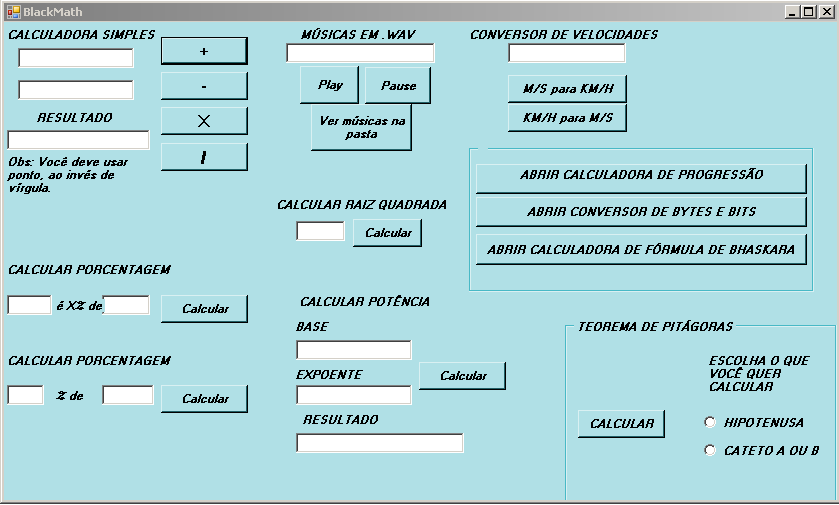 BlackMath
CALCULADORA SIMPLES
+
-
X
/
RESULTADO
Obs: Você deve usar
ponto, ao invés de
vírgula.
MÚSICAS EM .WAV
Play
Pause
Ver músicas na
pasta
CONVERSOR DE VELOCIDADES
M/S para KM/H
KM/H para M/S
ABRIR CALCULADORA DE PROGRESSÃO
ABRIR CONVERSOR DE BYTES E BITS
ABRIR CALCULADORA DE FÓRMULA DE BHASKARA
CALCULAR RAIZ QUADRADA
Calcular
CALCULAR PORCENTAGEM
é X% de
Calcular
CALCULAR PORCENTAGEM
% de
Calcular
CALCULAR POTÊNCIA
BASE
EXPOENTE
Calcular
RESULTADO
TEOREMA DE PITÁGORAS
ESCOLHA O QUE
VOCÊ QUER
CALCULAR
CALCULAR
HIPOTENUSA
CATETO A OU B